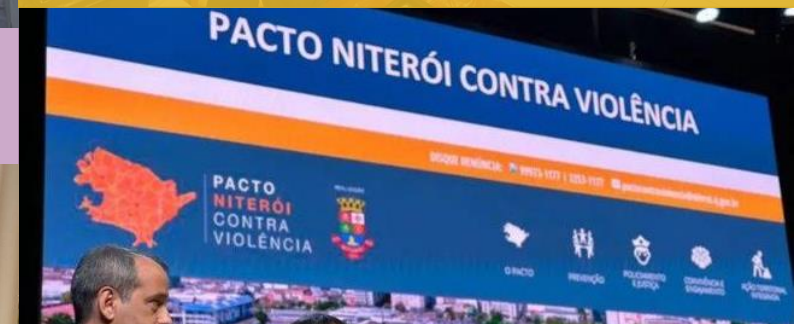 PACTO NITERÓI CONTRA VIOLÊNCIA
DISQUE DENÚNCIA:
PACTO
NITERÓI
CONTRA
VIOLÊNCIA
REALIZAÇÃO
O PACTO
PREVENÇÃO
POLICIAMENTO
E JUSTIÇA
CONVIVÊNCIA E
ENGAJAMENTO
AÇÃO TERRITORIAL
INTEGRADA